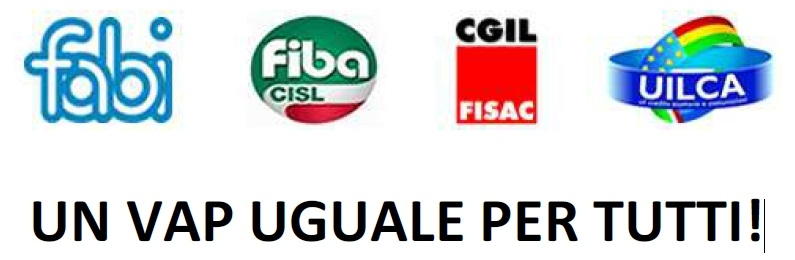 fabi
Fiba
CISL
CGIL
FISAC
UILCA
UN VAP UGUALE PER TUTTI!